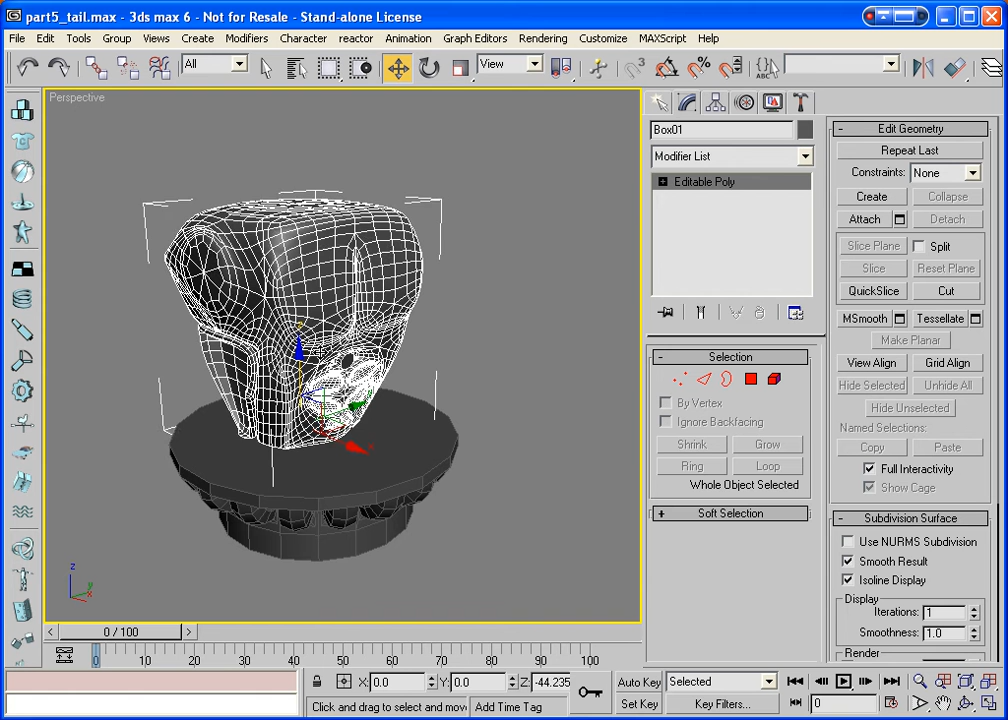 part5_tail.max - 3ds max 6 - Not for Resale - Stand-alone License
File Edit Tools Group Views Create Modifiers Character reactor Animation Graph Editors Rendering Customize MAXScript Help
All
View
Perspective
Box01
Modifier List
Editable Poly
Selection
By Vertex
Ignore Backfacing
Shrink Grow
Ring Loop
Whole Object Selected
Soft Selection
Edit Geometry
Repeat Last
Constraints: None
Create Collapse
Attach Detach
Slice Plane Split
Slice Reset Plane
QuickSlice Cut
MSmooth Tessellate
Make Planar
View Align Grid Align
Hide Selected Unhide All
Hide Unselected
Named Selections:
Copy Paste
Full Interactivity
Show Cage
Subdivision Surface
Use NURMS Subdivision
Smooth Result
Isoline Display
Display
Iterations: 1
Smoothness: 1.0
Render
z
y
x
0 / 100
0 10 20 30 40 50 60 70 80 90 100
X: 0.0 Y: 0.0 Z: -44.235
Auto Key Selected
Click and drag to select and move Add Time Tag
Set Key Key Filters... 0